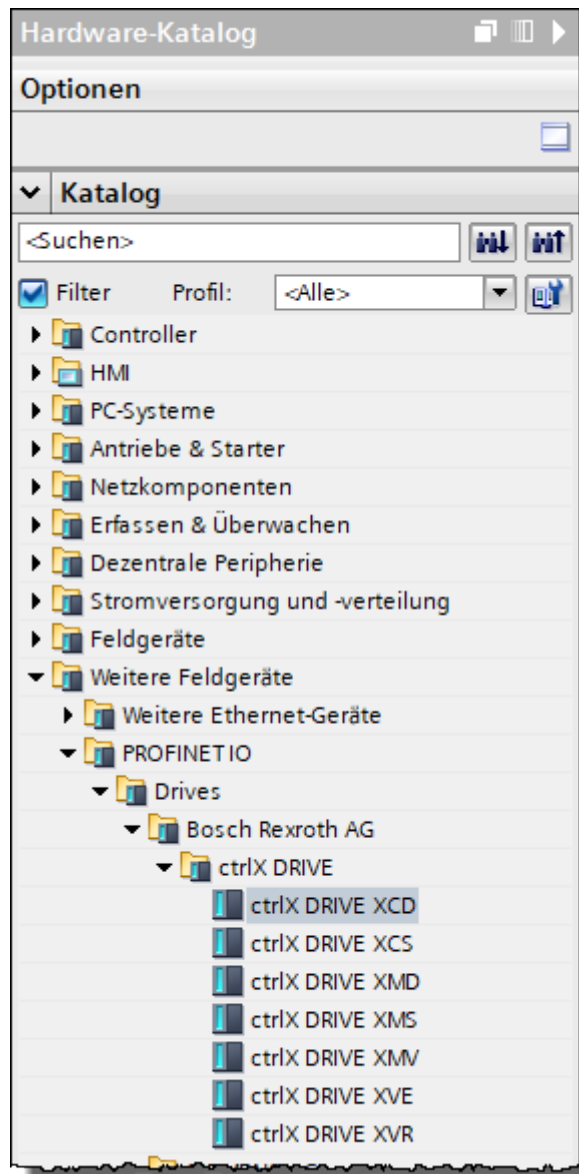 Hardware-Katalog
Optionen
Katalog
<Suchen>
Filter Profil: <Alle>
Controller
HMI
PC-Systeme
Antriebe & Starter
Netzkomponenten
Erfassen & Überwachen
Dezentrale Peripherie
Stromversorgung und -verteilung
Feldgeräte
Weitere Feldgeräte
Weitere Ethernet-Geräte
PROFINET IO
Drives
Bosch Rexroth AG
ctrlX DRIVE
ctrlX DRIVE XCD
ctrlX DRIVE XCS
ctrlX DRIVE XMD
ctrlX DRIVE XMS
ctrlX DRIVE XMV
ctrlX DRIVE XVE
ctrlX DRIVE XVR